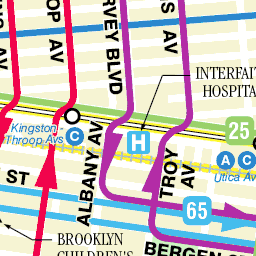 OP
AV
VEY BLVD
S AV
INTERFAIT
HOSPITA
25
Kingston -
Throop Avs
C
H
A C
Utica Av
ALBANY AV
TROY
AV
ST
65
BROOKLYN
CHILDREN'S
BERGEN S